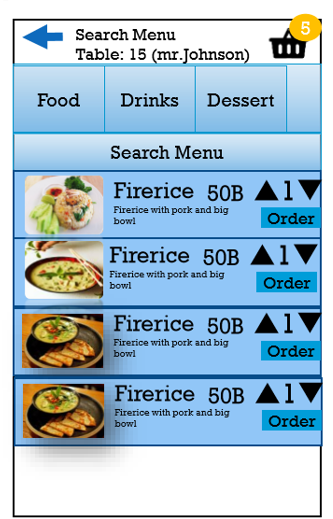 Search Menu
Table: 15 (mr.Johnson)
5
Food
Drinks
Dessert
Search Menu
Firerice 50B 1
Firerice with pork and big
bowl
Order
Firerice 50B 1
Firerice with pork and big
bowl
Order
Firerice 50B 1
Firerice with pork and big
bowl
Order
Firerice 50B 1
Firerice with pork and big
bowl
Order